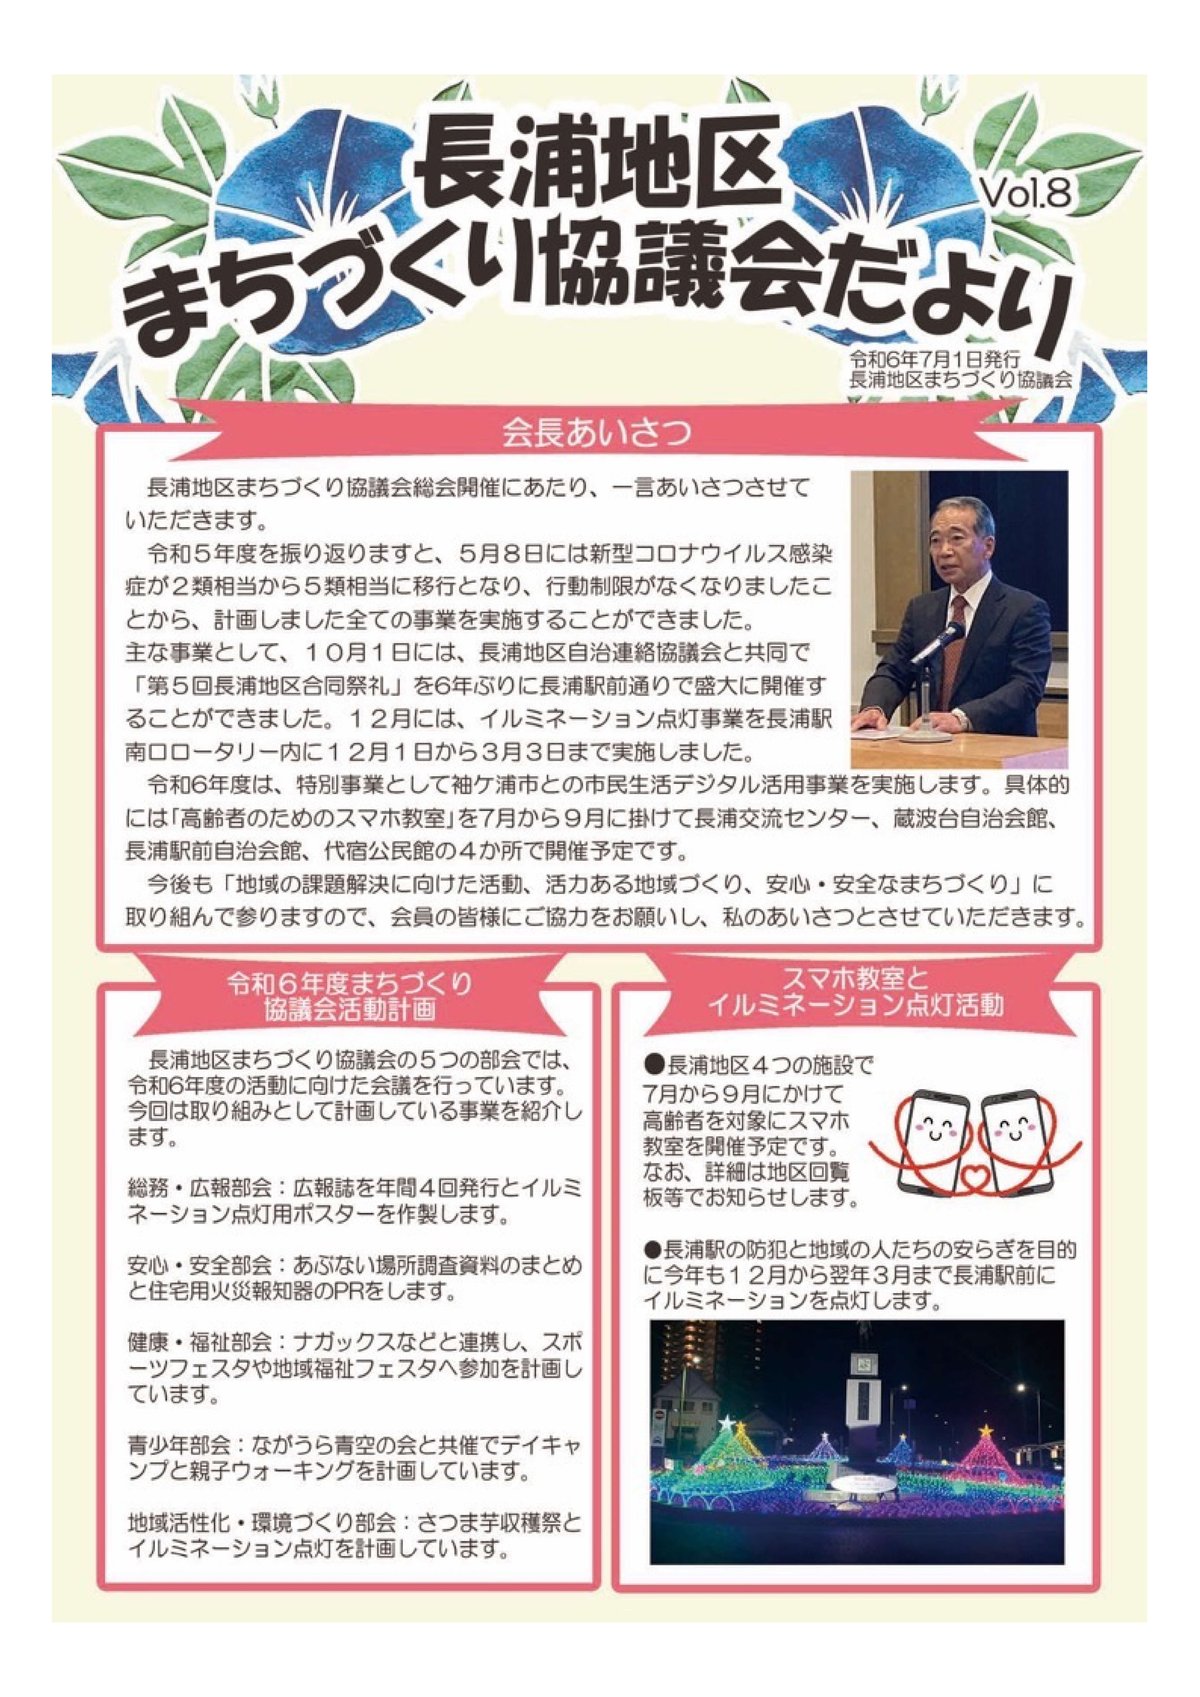 長浦地区
まちづくり協議会だより
Vol.8
令和6年7月1日発行
長浦地区まちづくり協議会
会長あいさつ
長浦地区まちづくり協議会総会開催にあたり、一言あいさつさせて
いただきます。
令和５年度を振り返りますと、５月８日には新型コロナウイルス感染
症が２類相当から５類相当に移行となり、行動制限がなくなりましたこ
とから、計画しました全ての事業を実施することができました。
主な事業として、１０月１日には、長浦地区自治連絡協議会と共同で
「第５回長浦地区合同祭礼」を6年ぶりに長浦駅前通りで盛大に開催す
ることができました。１２月には、イルミネーション点灯事業を長浦駅
南口ロータリー内に１２月１日から３月３日まで実施しました。
令和6年度は、特別事業として袖ケ浦市との市民生活デジタル活用事業を実施します。具体的
には「高齢者のためのスマホ教室」を7月から９月に掛けて長浦交流センター、蔵波台自治会館、
長浦駅前自治会館、代宿公民館の４か所で開催予定です。
今後も「地域の課題解決に向けた活動、活力ある地域づくり、安心・安全なまちづくり」に
取り組んで参りますので、会員の皆様にご協力をお願いし、私のあいさつとさせていただきます。
令和６年度まちづくり
協議会活動計画
長浦地区まちづくり協議会の５つの部会では、
令和6年度の活動に向けた会議を行っています。
今回は取り組みとして計画している事業を紹介し
ます。
総務・広報部会：広報誌を年間４回発行とイルミ
ネーション点灯用ポスターを作製します。
安心・安全部会：あぶない場所調査資料のまとめ
と住宅用火災報知器のPRをします。
健康・福祉部会：ナガックスなどと連携し、スポ
ーツフェスタや地域福祉フェスタへ参加を計画し
ています。
青少年部会：ながうら青空の会と共催でデイキャ
ンプと親子ウォーキングを計画しています。
地域活性化・環境づくり部会：さつま芋収穫祭と
イルミネーション点灯を計画しています。
スマホ教室と
イルミネーション点灯活動
●長浦地区４つの施設で
7月から９月にかけて
高齢者を対象にスマホ
教室を開催予定です。
なお、詳細は地区回覧
板等でお知らせします。
●長浦駅の防犯と地域の人たちの安らぎを目的
に今年も１２月から翌年３月まで長浦駅前に
イルミネーションを点灯します。